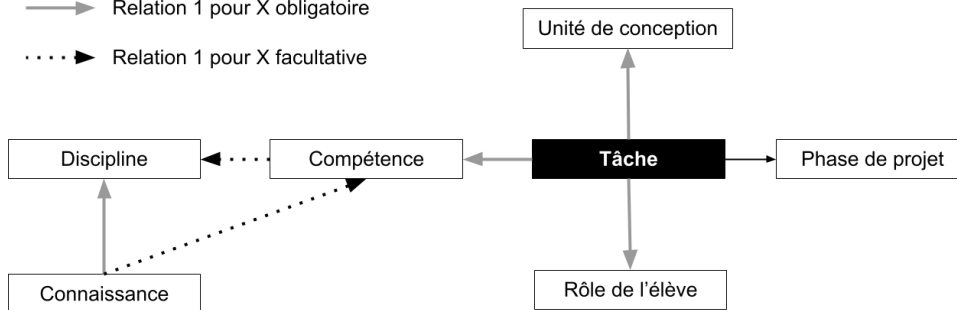 Relation 1 pour X obligatoire
Relation 1 pour X facultative
Unité de conception
Discipline
Compétence
Tâche
Phase de projet
Connaissance
Rôle de l'élève